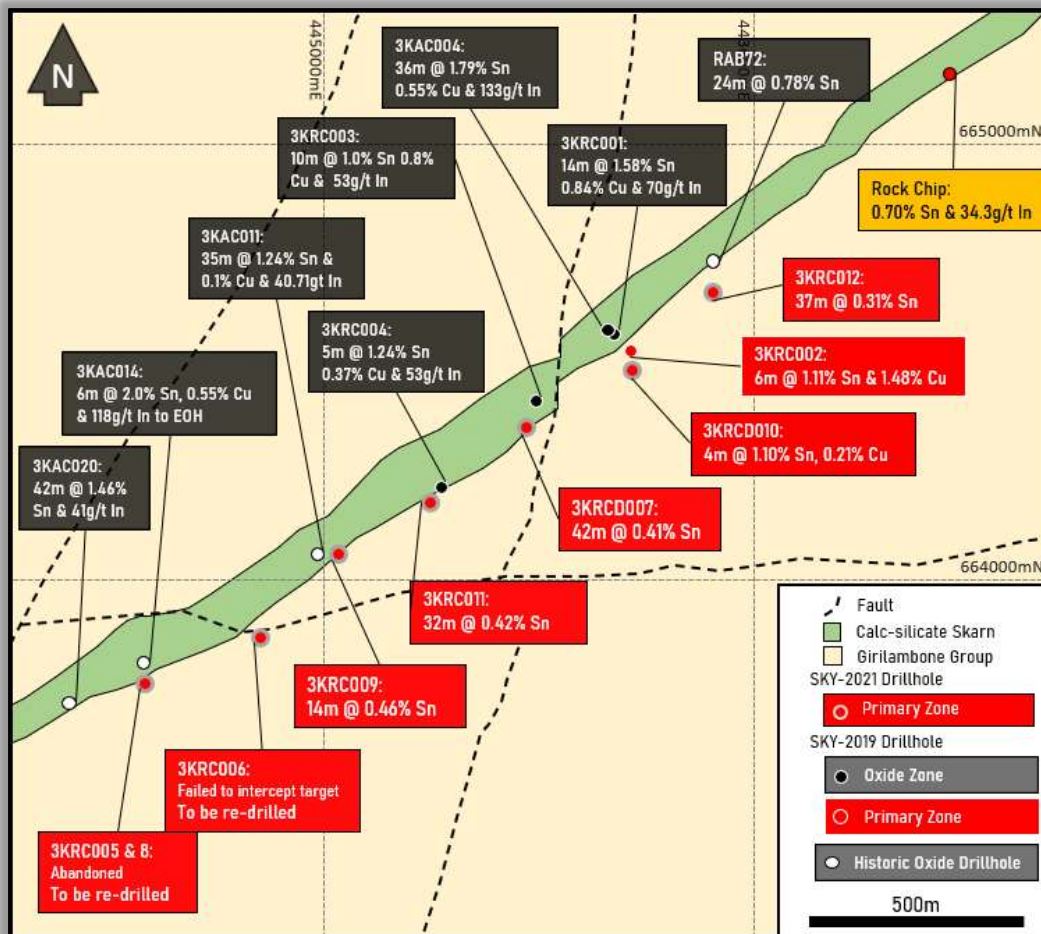 N
445000mE
443
E
3KAC004:
36m @ 1.79% Sn
0.55% Cu & 133g/t In
RAB72:
24m @ 0.78% Sn
665000mN
3KRC003:
10m @ 1.0% Sn 0.8%
Cu & 53g/t In
3KRC001:
14m @ 1.58% Sn
0.84% Cu & 70g/t In
Rock Chip:
0.70% Sn & 34.3g/t In
3KAC011:
35m @ 1.24% Sn &
0.1% Cu & 40.71gt In
3KRC012:
37m @ 0.31% Sn
3KRC004:
5m @ 1.24% Sn
0.37% Cu & 53g/t In
3KRC002:
6m @ 1.11% Sn & 1.48% Cu
3KAC014:
6m @ 2.0% Sn, 0.55% Cu
& 118g/t In to EOH
3KRCD010:
4m @ 1.10% Sn, 0.21% Cu
3KAC020:
42m @ 1.46%
Sn & 41g/t In
3KRCD007:
42m @ 0.41% Sn
664000mN
3KRC011:
32m @ 0.42% Sn
3KRC009:
14m @ 0.46% Sn
3KRC006:
Failed to intercept target
To be re-drilled
3KRC005 & 8:
Abandoned
To be re-drilled
Fault
Calc-silicate Skarn
Girilambone Group
SKY-2021 Drillhole
Primary Zone
SKY-2019 Drillhole
Oxide Zone
Primary Zone
Historic Oxide Drillhole
500m